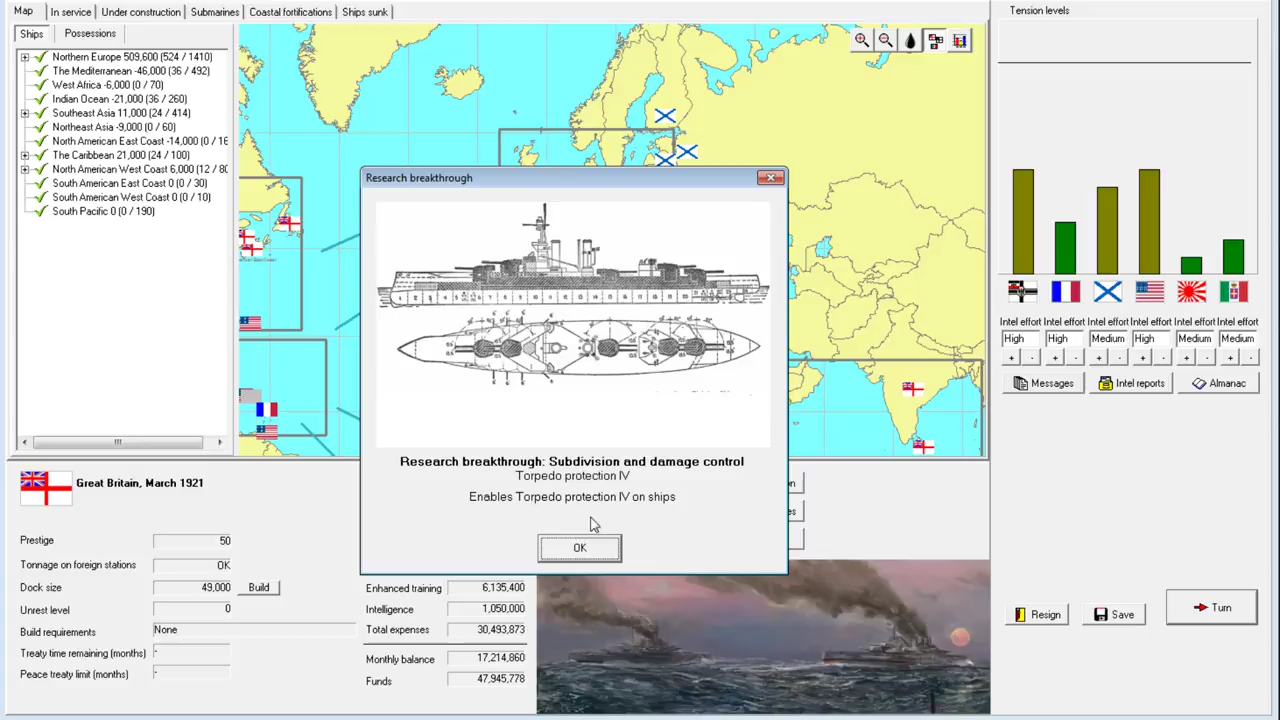 Map
In service
Under construction
Submarines
Coastal fortifications
Ships sunk
Ships
Possessions
Northern Europe 509,600 (524 / 1410)
The Mediterranean -46,000 (36 / 492)
West Africa -6,000 (0 / 70)
Indian Ocean -21,000 (36 / 260)
Southeast Asia 11,000 (24 / 414)
Northeast Asia -9,000 (0 / 60)
North American East Coast -14,000 (0 / 16
The Caribbean 21,000 (24 / 100)
North American West Coast 6,000 (12 / 80
South American East Coast 0 (0 / 30)
South American West Coast 0 (0 / 10)
South Pacific 0 (0 / 190)
Research breakthrough
Research breakthrough: Subdivision and damage control
Torpedo protection IV
Enables Torpedo protection IV on ships
OK
Tension levels
Intel effort Intel effort Intel effort Intel effort Intel effort Intel effort
High High Medium High Medium Medium
+ - + - + - + - + - + -
Messages
Intel reports
Almanac
Great Britain, March 1921
Prestige 50
Tonnage on foreign stations OK
Dock size 49,000 Build
Unrest level 0
Build requirements None
Treaty time remaining (months) -
Peace treaty limit (months) -
Enhanced training 6,135,400
Intelligence 1,050,000
Total expenses 30,493,873
Monthly balance 17,214,860
Funds 47,945,778
Resign
Save
Turn